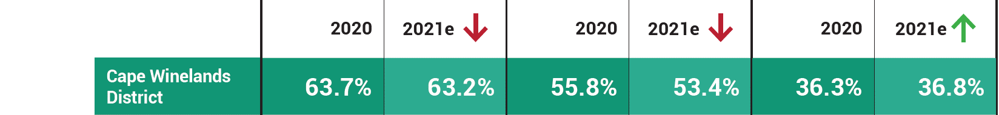 2020 2021e 2020 2021e 2020 2021e
Cape Winelands
District
63.7% 63.2% 55.8% 53.4% 36.3% 36.8%